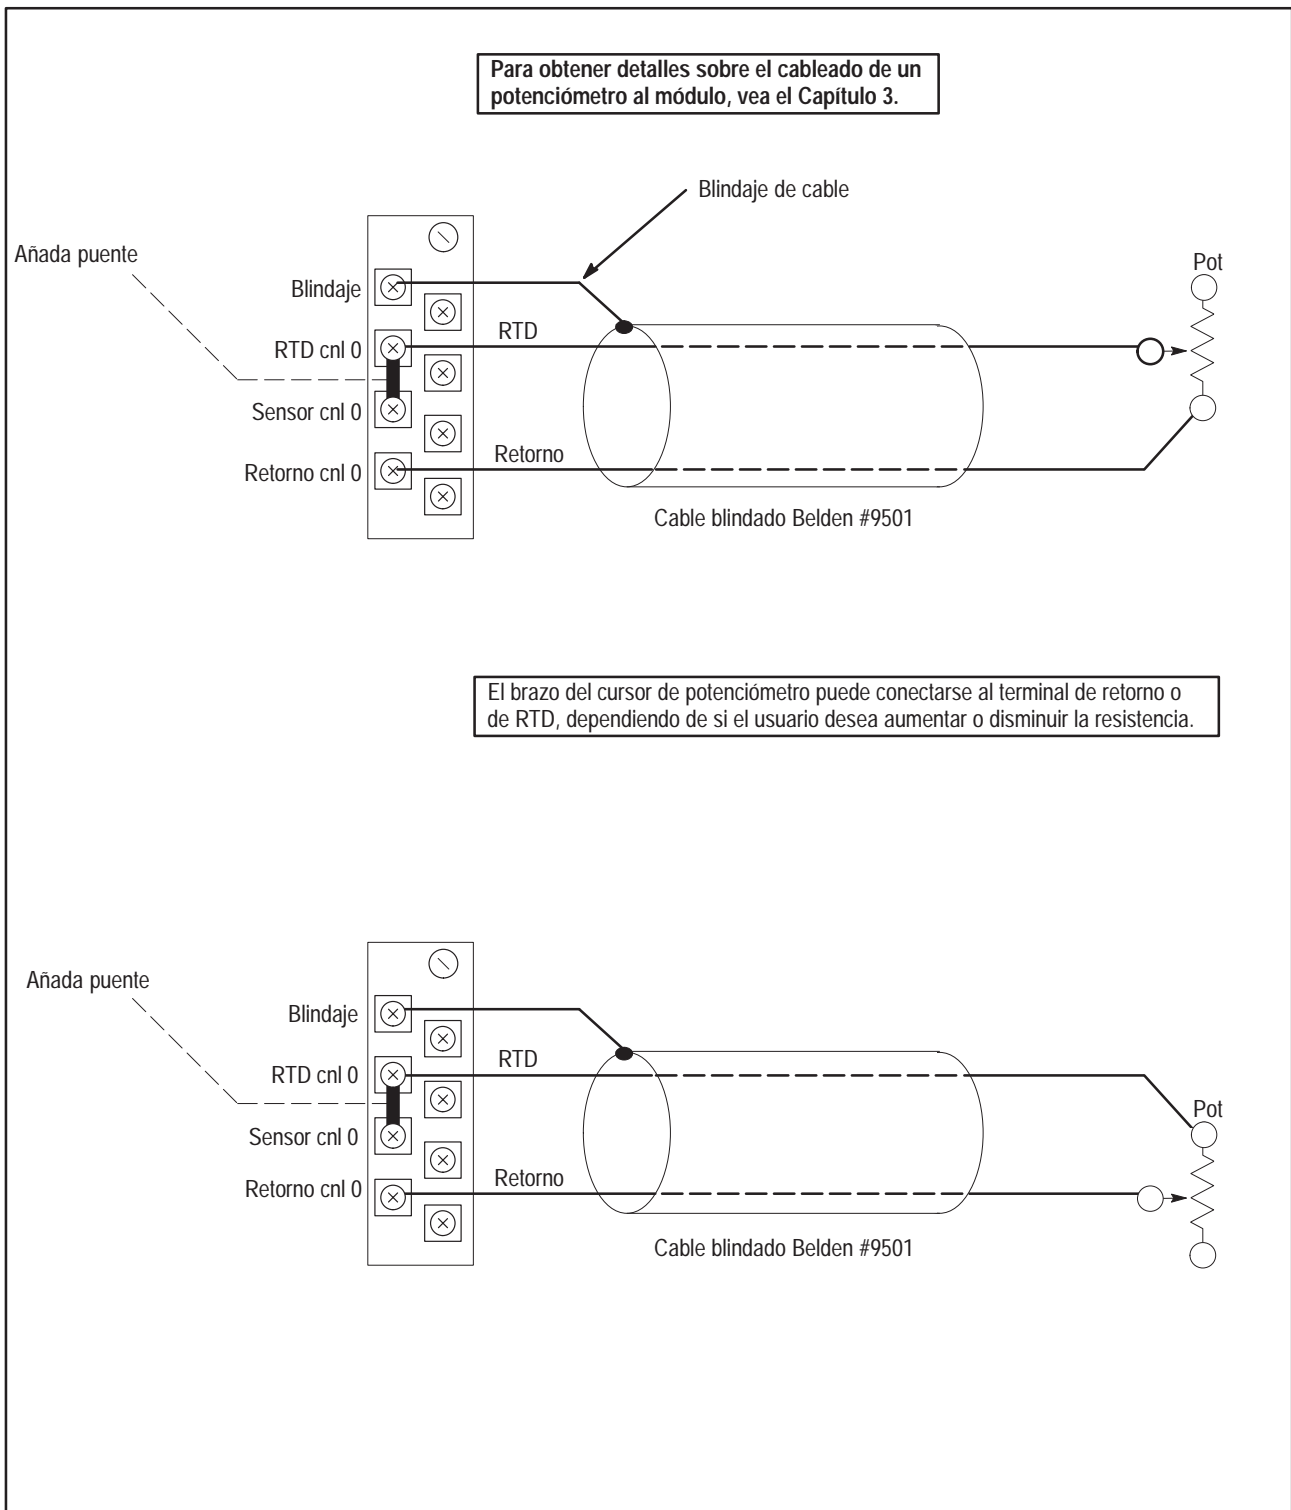 Para obtener detalles sobre el cableado de un
potenciómetro al módulo, vea el Capítulo 3.
Blindaje de cable
Añada puente
Pot
Blindaje
RTD
RTD cnl 0
Sensor cnl 0
Retorno
Retorno cnl 0
Cable blindado Belden #9501
El brazo del cursor de potenciómetro puede conectarse al terminal de retorno o
de RTD, dependiendo de si el usuario desea aumentar o disminuir la resistencia.
Añada puente
Blindaje
RTD
RTD cnl 0
Pot
Sensor cnl 0
Retorno
Retorno cnl 0
Cable blindado Belden #9501